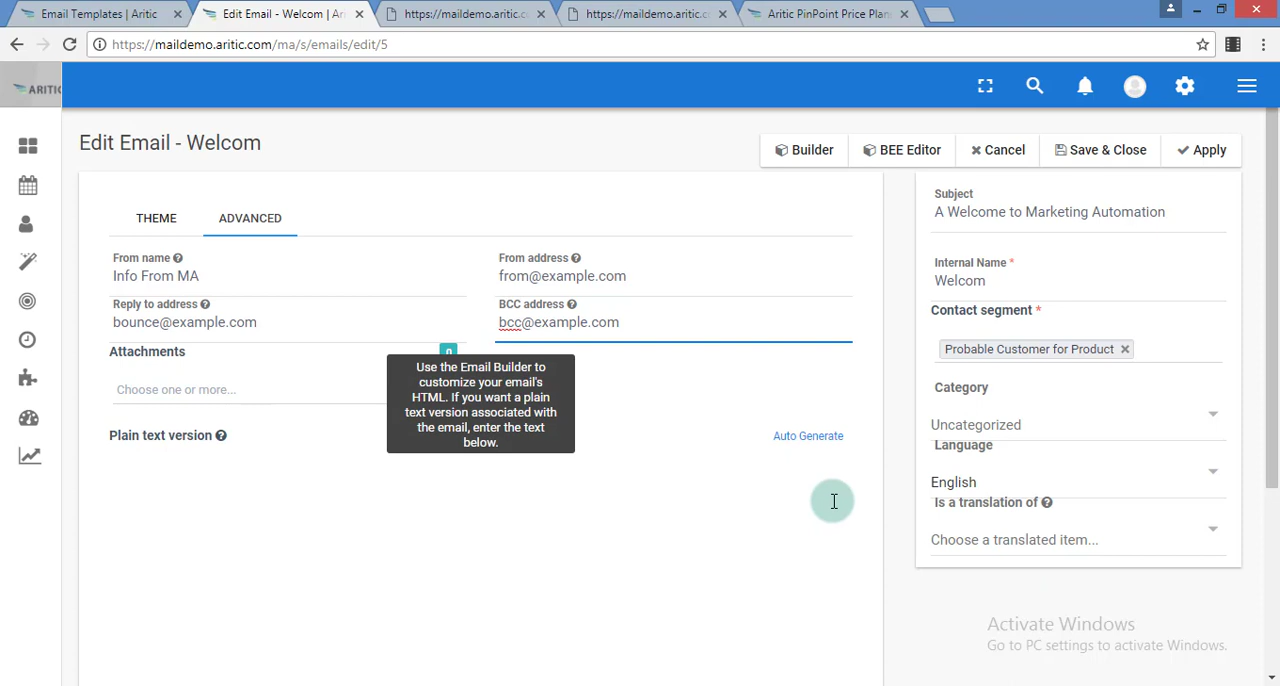 Email Templates | Aritic
Edit Email - Welcom | Ar
https://maildemo.aritic.c
https://maildemo.aritic.c
Aritic PinPoint Price Plan
https://maildemo.aritic.com/ma/s/emails/edit/5
ARITIC
Edit Email - Welcom
Builder
BEE Editor
Cancel
Save & Close
Apply
THEME
ADVANCED
From name
Info From MA
From address
from@example.com
Reply to address
bounce@example.com
BCC address
bcc@example.com
Attachments
0
Choose one or more...
Use the Email Builder to
customize your email's
HTML. If you want a plain
text version associated with
the email, enter the text
below.
Plain text version
Auto Generate
Subject
A Welcome to Marketing Automation
Internal Name *
Welcom
Contact segment *
Probable Customer for Product
Category
Uncategorized
Language
English
Is a translation of
Choose a translated item...
Activate Windows
Go to PC settings to activate Windows.